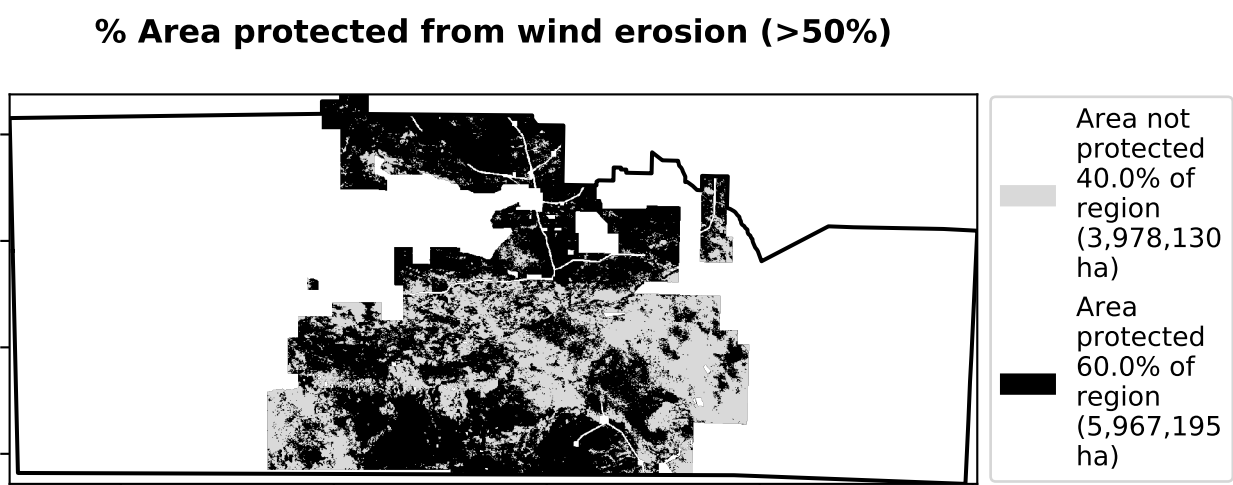 % Area protected from wind erosion (>50%)
Area not
protected
40.0% of
region
(3,978,130
ha)
Area
protected
60.0% of
region
(5,967,195
ha)